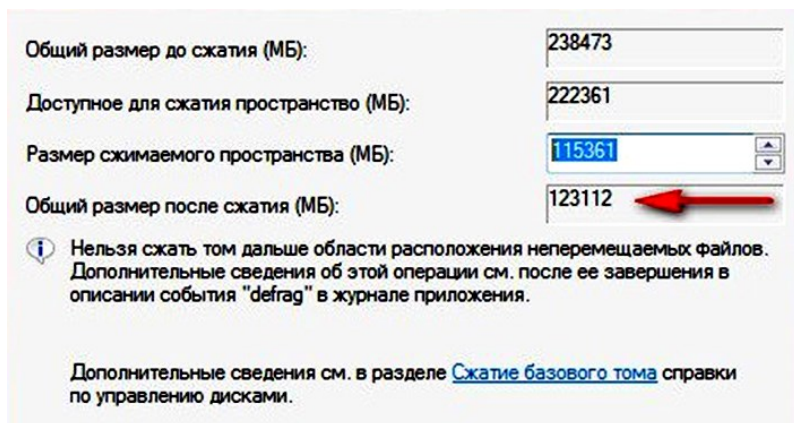 Общий размер до сжатия (МБ): 238473
Доступное для сжатия пространство (МБ): 222361
Размер сжимаемого пространства (МБ): 115361
Общий размер после сжатия (МБ): 123112
Нельзя сжать том дальше области расположения неперемещаемых файлов.
Дополнительные сведения об этой операции см. после ее завершения в
описании события "defrag" в журнале приложения.
Дополнительные сведения см. в разделе Сжатие базового тома справки
по управлению дисками.